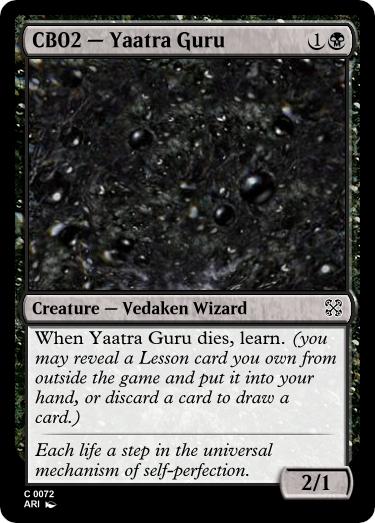 CB02 — Yaatra Guru 1
Creature — Vedaken Wizard
When Yaatra Guru dies, learn. (you
may reveal a Lesson card you own from
outside the game and put it into your
hand, or discard a card to draw a
card.)
Each life a step in the universal
mechanism of self-perfection.
2/1
C 0072
ARI